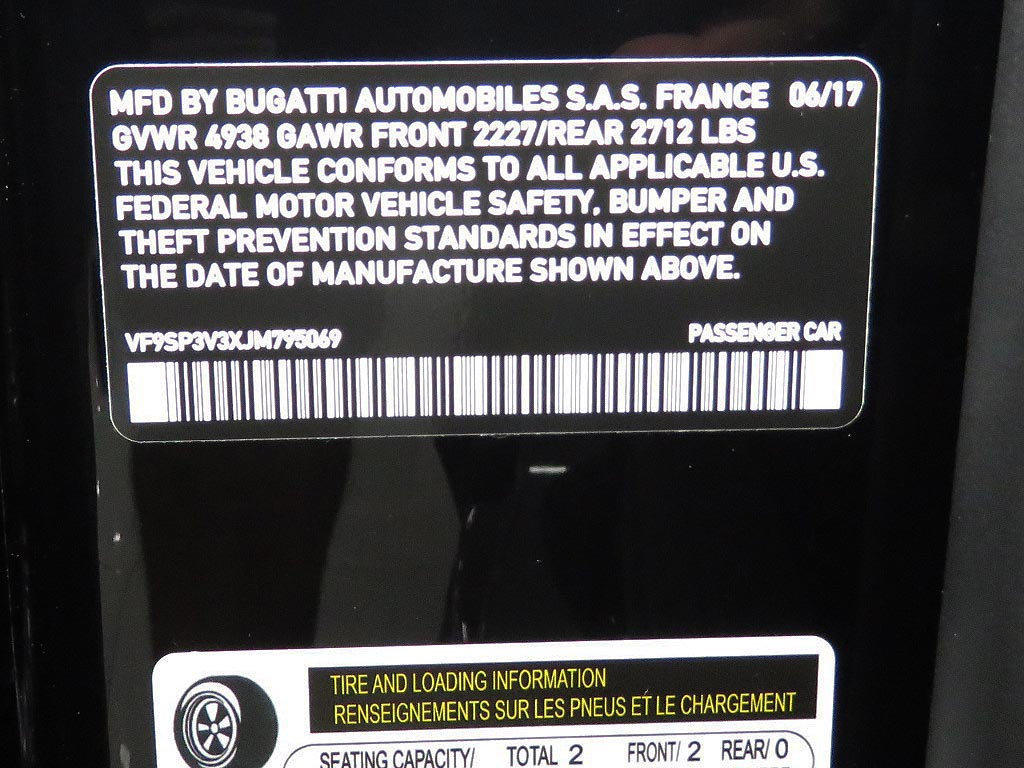 MFD BY BUGATTI AUTOMOBILES S.A.S. FRANCE 06/17
GVWR 4938 GAWR FRONT 2227/REAR 2712 LBS
THIS VEHICLE CONFORMS TO ALL APPLICABLE U.S.
FEDERAL MOTOR VEHICLE SAFETY, BUMPER AND
THEFT PREVENTION STANDARDS IN EFFECT ON
THE DATE OF MANUFACTURE SHOWN ABOVE.
VF9SP3V3XJM795069 PASSENGER CAR
TIRE AND LOADING INFORMATION
RENSEIGNEMENTS SUR LES PNEUS ET LE CHARGEMENT
SEATING CAPACITY/ TOTAL 2 FRONT/ 2 REAR/ 0